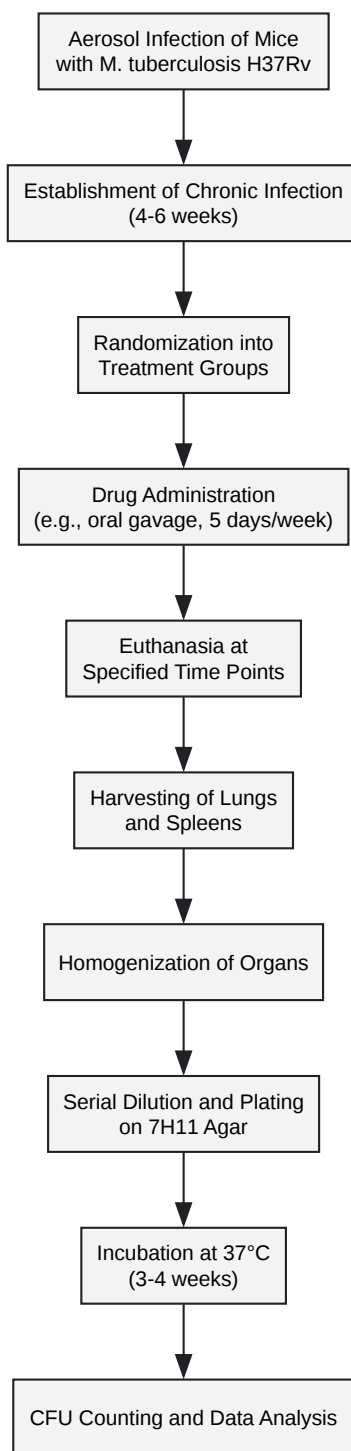 Aerosol Infection of Mice
with M. tuberculosis H37Rv
Establishment of Chronic Infection
(4-6 weeks)
Randomization into
Treatment Groups
Drug Administration
(e.g., oral gavage, 5 days/week)
Euthanasia at
Specified Time Points
Harvesting of Lungs
and Spleens
Homogenization of Organs
Serial Dilution and Plating
on 7H11 Agar
Incubation at 37°C
(3-4 weeks)
CFU Counting and Data Analysis